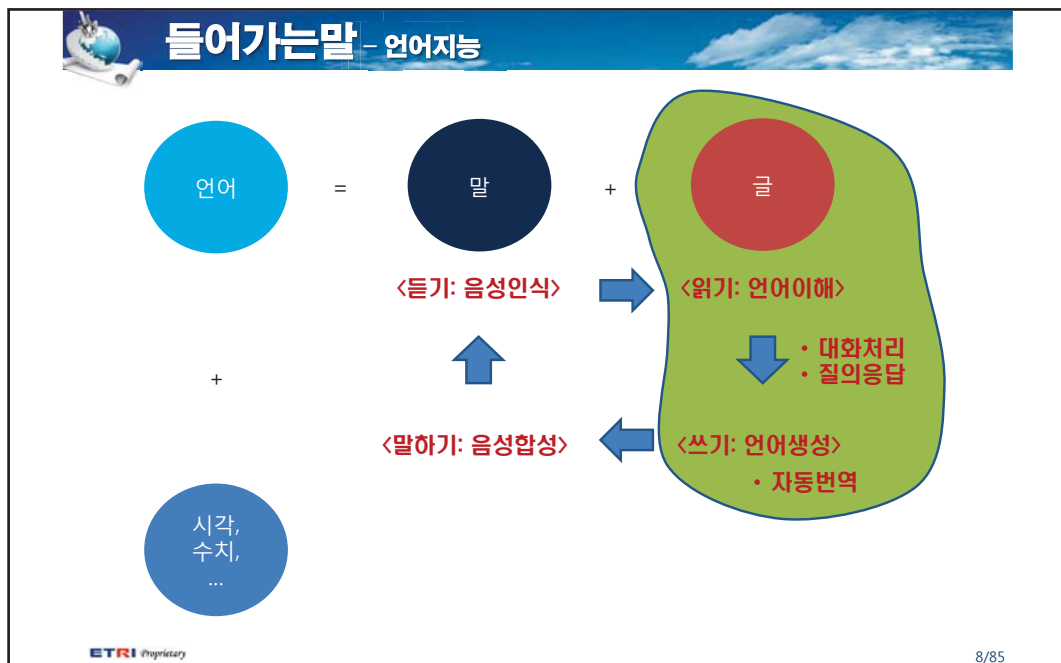 들어가는말 – 언어지능
언어 = 말 + 글
<듣기: 음성인식> <읽기: 언어이해>
• 대화처리
• 질의응답
+
<말하기: 음성합성> <쓰기: 언어생성>
• 자동번역
시각,
수치,
...
ETRI Proprietary
8/85